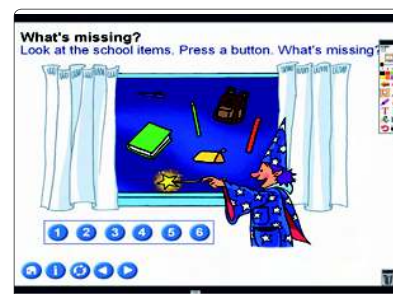 What's missing?
Look at the school items. Press a button. What's missing?
1 2 3 4 5 6